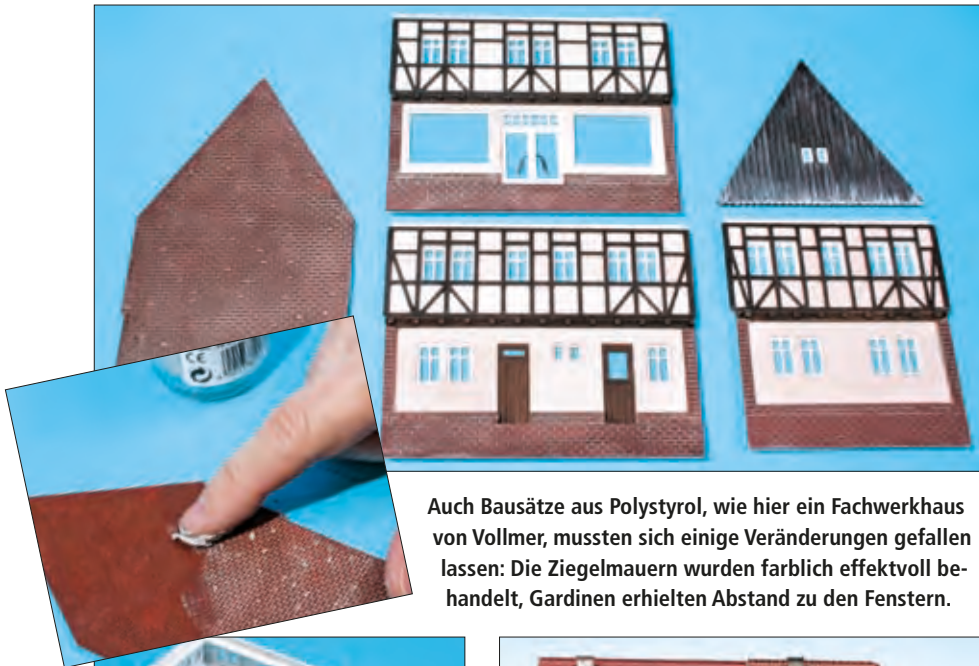 CE
Auch Bausätze aus Polystyrol, wie hier ein Fachwerkhaus
von Vollmer, mussten sich einige Veränderungen gefallen
lassen: Die Ziegelmauern wurden farblich effektvoll be-
handelt, Gardinen erhielten Abstand zu den Fenstern.